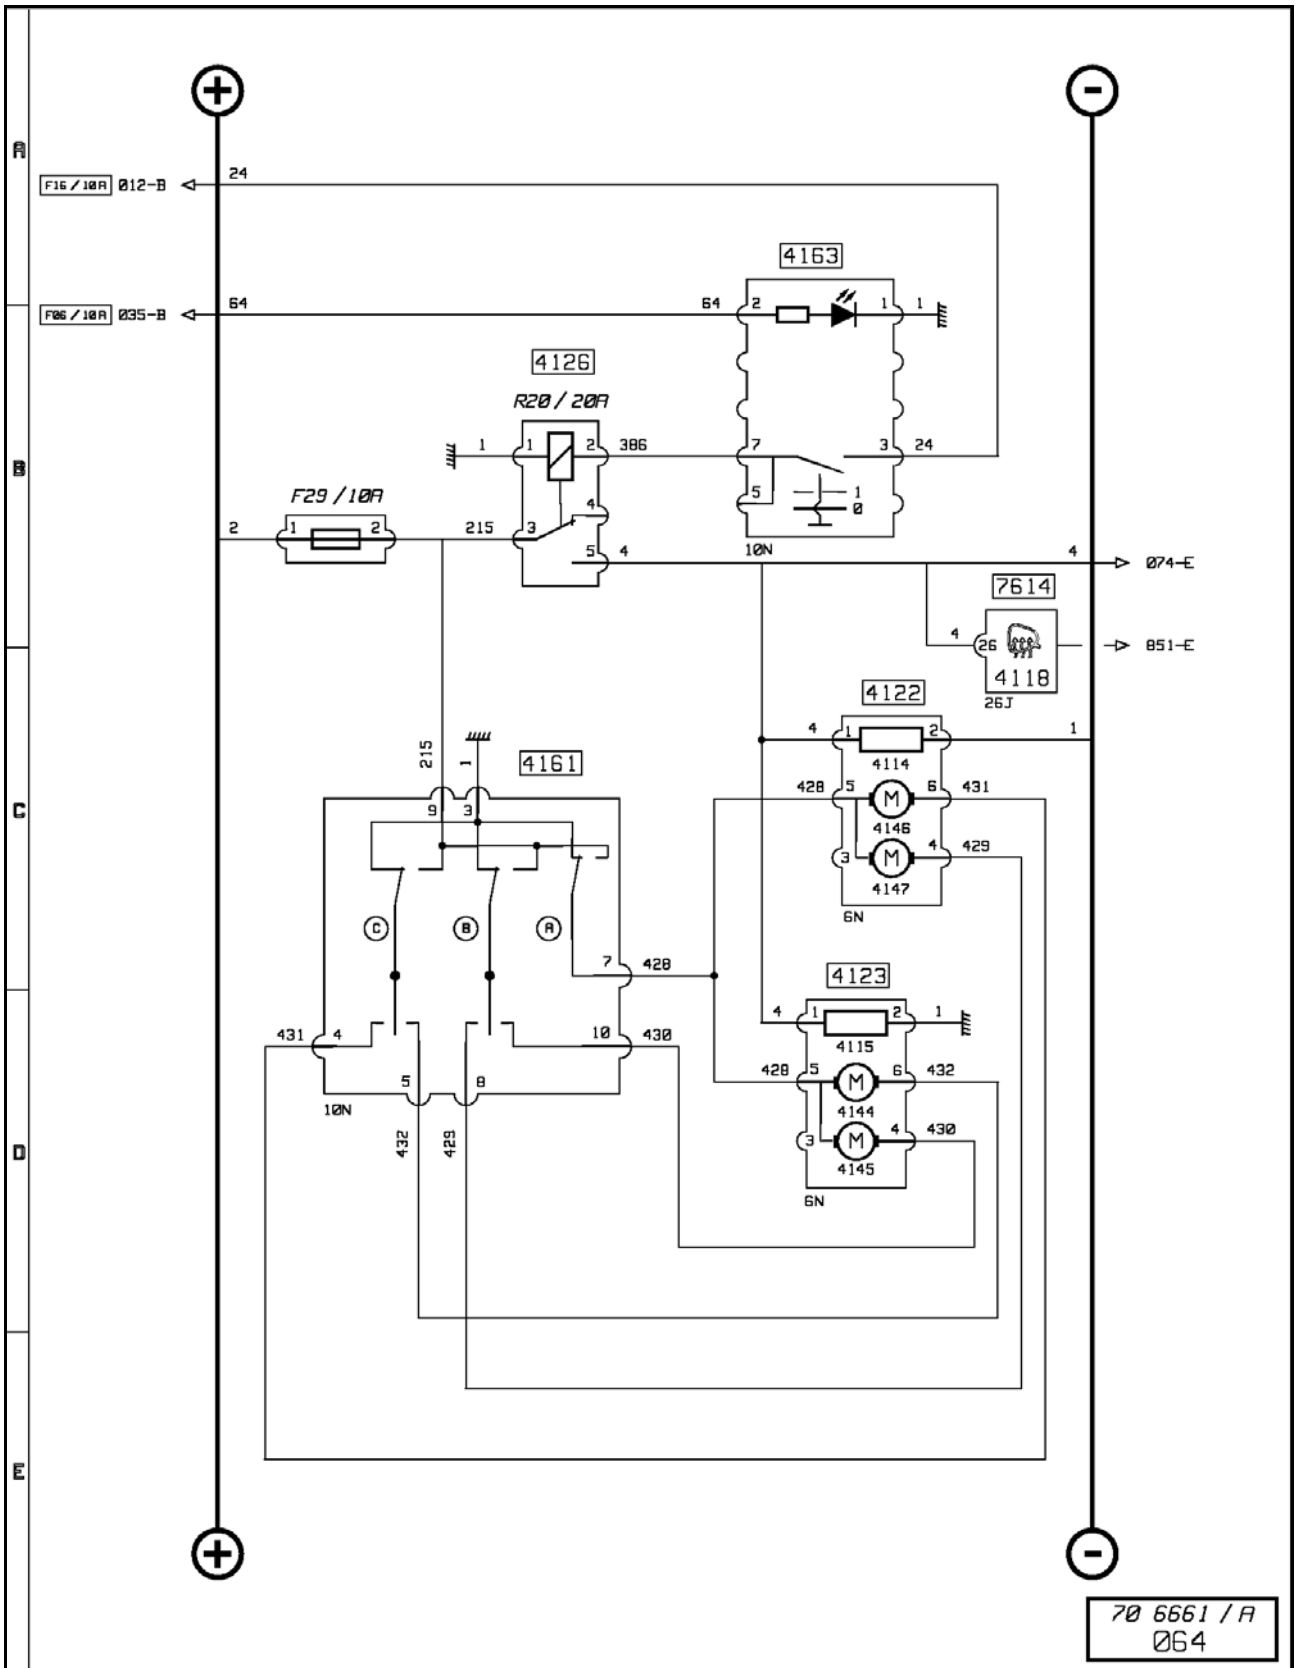 +
-
A
24
F16 / 10A 012-B
4163
64 64 2 1 1
F06 / 10A 035-B
4126
R20 / 20A
B
1 1 2 386 7 3 24
F29 / 10A
5 1
4 0
2 1 2 215 3
10N
5 4 4 074-E
7614
4 26 851-E
4118
26J
4122
215 1 4161
4 1 2 1
4114
C
428 5 M 6 431
9 3
4146
3 M 4 429
4147
6N
C B A
7 428
4123
4 1 2 1
431 4 10 430
4115
428 5 M 6 432
5 8
10N
4144
D
432 429
3 M 4 430
4145
6N
E
+
-
70 6661 / A
064